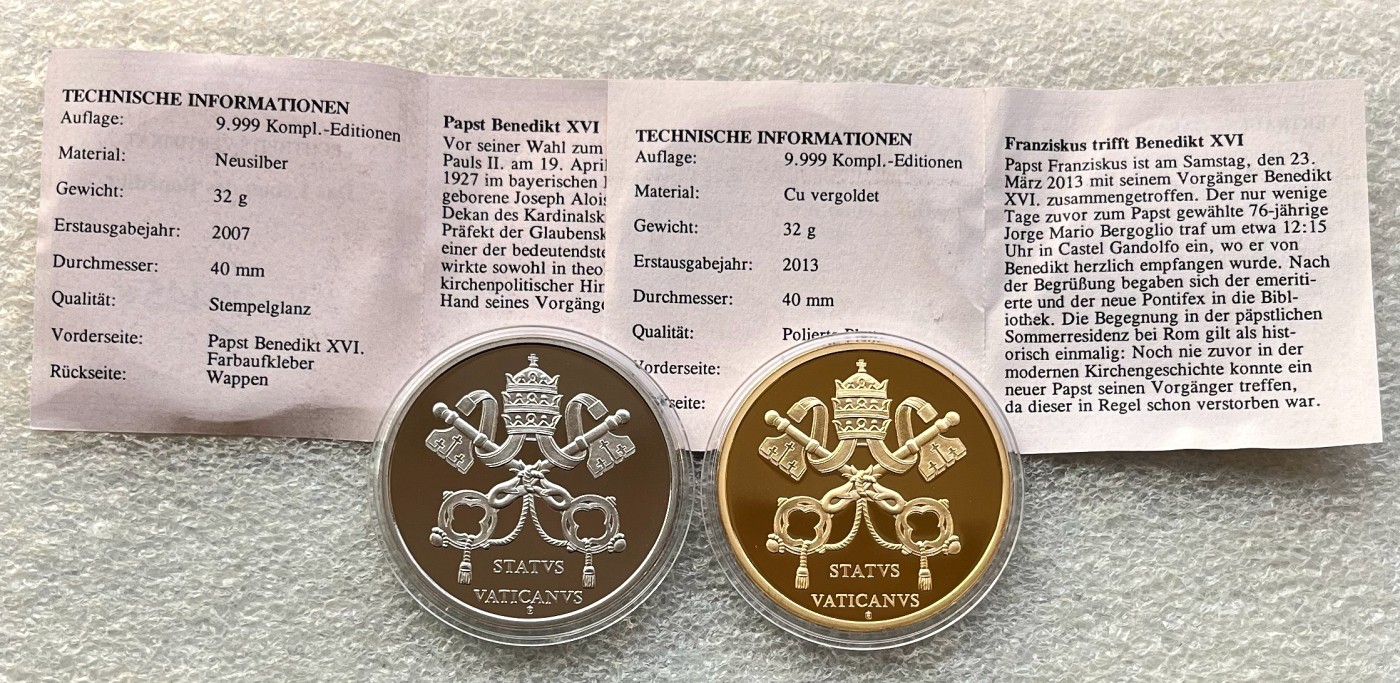 TECHNISCHE INFORMATIONEN
Auflage: 9.999 Kompl.-Editionen
Material: Neusilber
Gewicht: 32 g
Erstausgabejahr: 2007
Durchmesser: 40 mm
Qualität: Stempelglanz
Vorderseite: Papst Benedikt XVI.
Farbaufkleber
Rückseite: Wappen
Papst Benedikt XVI
Vor seiner Wahl zum
Pauls II. am 19. April
1927 im bayerischen
geborene Joseph Alois
Dekan des Kardinalsk
Präfekt der Glaubensk
einer der bedeutendste
wirkte sowohl in theo
kirchenpolitischer Hin
Hand seines Vorgänge
TECHNISCHE INFORMATIONEN
Auflage: 9.999 Kompl.-Editionen
Material: Cu vergoldet
Gewicht: 32 g
Erstausgabejahr: 2013
Durchmesser: 40 mm
Qualität: Polierte
Vorderseite:
seite:
Franziskus trifft Benedikt XVI
Papst Franziskus ist am Samstag, den 23.
März 2013 mit seinem Vorgänger Benedikt
XVI. zusammengetroffen. Der nur wenige
Tage zuvor zum Papst gewählte 76-jährige
Jorge Mario Bergoglio traf um etwa 12:15
Uhr in Castel Gandolfo ein, wo er von
Benedikt herzlich empfangen wurde. Nach
der Begrüßung begaben sich der emeriti-
erte und der neue Pontifex in die Bibl-
iothek. Die Begegnung in der päpstlichen
Sommerresidenz bei Rom gilt als hist-
orisch einmalig: Noch nie zuvor in der
modernen Kirchengeschichte konnte ein
neuer Papst seinen Vorgänger treffen,
da dieser in Regel schon verstorben war.
STATVS
VATICANVS
STATVS
VATICANVS